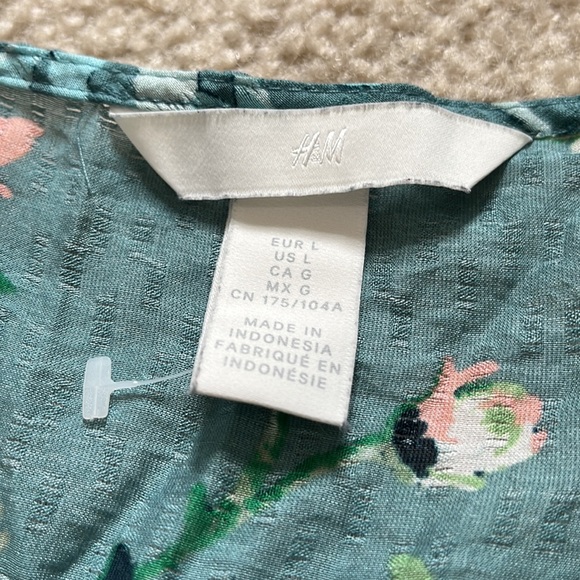 H&M
EUR L
US L
CA G
MX G
CN 175/104A
MADE IN
INDONESIA
FABRIQUÉ EN
INDONÉSIE